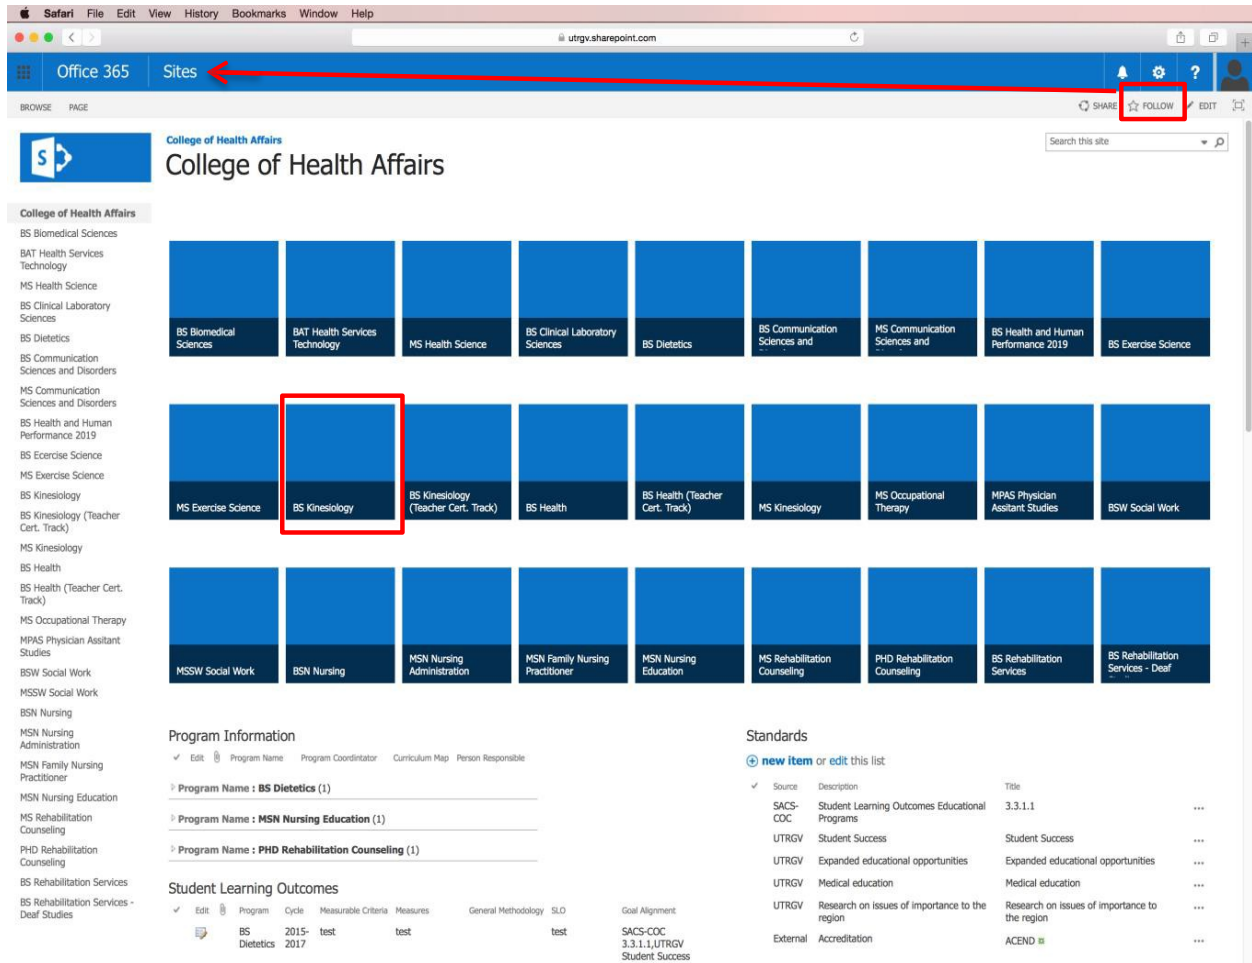 Safari File Edit View History Bookmarks Window Help
utrgv.sharepoint.com
Office 365 Sites ?
BROWSE PAGE SHARE FOLLOW EDIT
S
College of Health Affairs
College of Health Affairs
Search this site
College of Health Affairs
BS Biomedical Sciences
BAT Health Services
Technology
MS Health Science
BS Clinical Laboratory
Sciences
BS Dietetics
BS Communication
Sciences and Disorders
MS Communication
Sciences and Disorders
BS Health and Human
Performance 2019
BS Ecercise Science
MS Exercise Science
BS Kinesiology
BS Kinesiology (Teacher
Cert. Track)
MS Kinesiology
BS Health
BS Health (Teacher Cert.
Track)
MS Occupational Therapy
MPAS Physician Assitant
Studies
BSW Social Work
MSSW Social Work
BSN Nursing
MSN Nursing
Administration
MSN Family Nursing
Practitioner
MSN Nursing Education
MS Rehabilitation
Counseling
PHD Rehabilitation
Counseling
BS Rehabilitation Services
BS Rehabilitation Services -
Deaf Studies
BS Biomedical
Sciences
BAT Health Services
Technology
MS Health Science
BS Clinical Laboratory
Sciences
BS Dietetics
BS Communication
Sciences and
MS Communication
Sciences and
BS Health and Human
Performance 2019
BS Exercise Science
MS Exercise Science
BS Kinesiology
BS Kinesiology
(Teacher Cert. Track)
BS Health
BS Health (Teacher
Cert. Track)
MS Kinesiology
MS Occupational
Therapy
MPAS Physician
Assitant Studies
BSW Social Work
MSSW Social Work
BSN Nursing
MSN Nursing
Administration
MSN Family Nursing
Practitioner
MSN Nursing
Education
MS Rehabilitation
Counseling
PHD Rehabilitation
Counseling
BS Rehabilitation
Services
BS Rehabilitation
Services - Deaf
Program Information
Edit Program Name Program Coordintator Curriculum Map Person Responsible
Program Name : BS Dietetics (1)
Program Name : MSN Nursing Education (1)
Program Name : PHD Rehabilitation Counseling (1)
Student Learning Outcomes
Edit Program Cycle Measurable Criteria Measures General Methodology SLO Goal Alignment
BS 2015- test test test SACS-COC
Dietetics 2017 3.3.1.1,UTRGV
Student Success
Standards
new item or edit this list
Source Description Title
SACS- Student Learning Outcomes Educational 3.3.1.1 ...
COC Programs
UTRGV Student Success Student Success ...
UTRGV Expanded educational opportunities Expanded educational opportunities ...
UTRGV Medical education Medical education ...
UTRGV Research on issues of importance to the Research on issues of importance to ...
region the region
External Accreditation ACEND ...